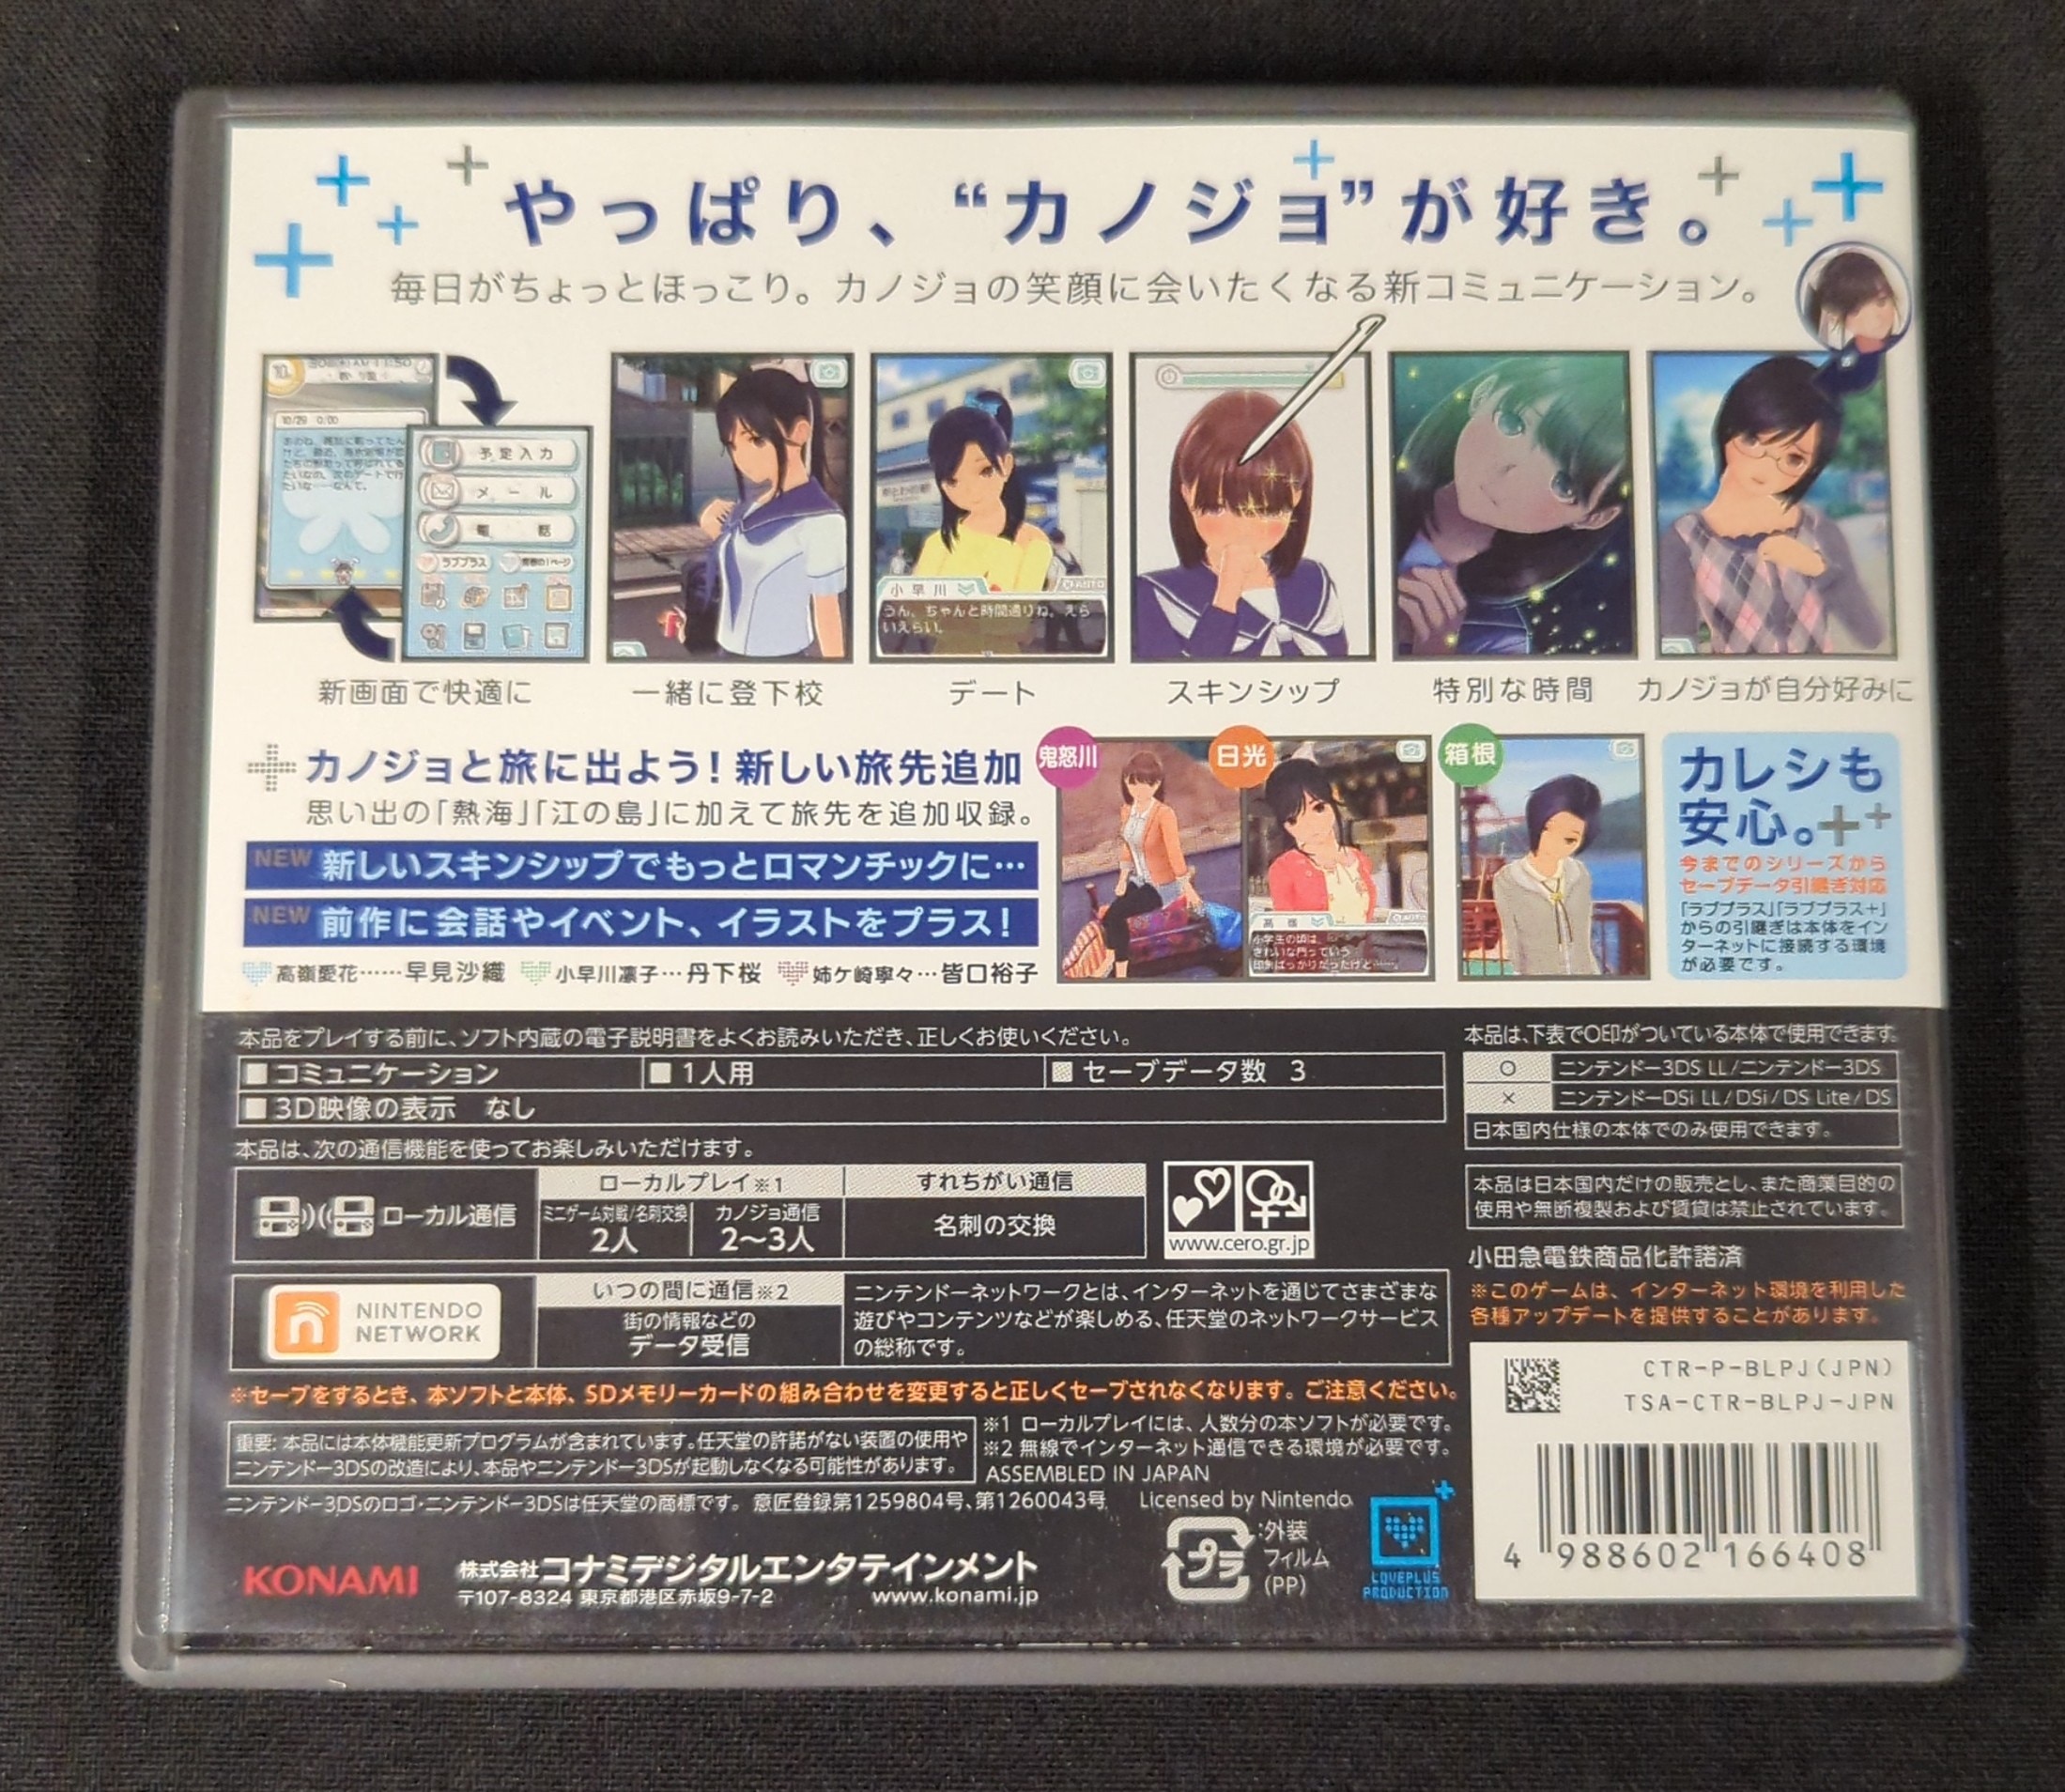 やっぱり、“カノジョ”が好き。
毎日がちょっとほっこり。カノジョの笑顔に会いたくなる新コミュニケーション。
10/29 0:00
予定入力
メール
電話
ラブプラス
小早川
うん。ちゃんと時間通りね。えら
いえらい。
AUTO
新画面で快適に
一緒に登下校
デート
スキンシップ
特別な時間
カノジョが自分好みに
カノジョと旅に出よう!新しい旅先追加
思い出の「熱海」「江の島」に加えて旅先を追加収録。
NEW 新しいスキンシップでもっとロマンチックに…
NEW 前作に会話やイベント、イラストをプラス!
高嶺愛花……早見沙織 小早川凛子…丹下桜 姉ケ崎寧々…皆口裕子
鬼怒川
日光
箱根
高嶺
AUTO
小学生の頃は、
カレシも
安心。
今までのシリーズから
セーブデータ引継ぎ対応
「ラブプラス」「ラブプラス+」
からの引継ぎは本体をイン
ターネットに接続する環境
が必要です。
本品をプレイする前に、ソフト内蔵の電子説明書をよくお読みいただき、正しくお使いください。
■コミュニケーション ■1人用 ■セーブデータ数 3
■3D映像の表示 なし
本品は、次の通信機能を使ってお楽しみいただけます。
ローカル通信
ローカルプレイ※1
ミニゲーム対戦/名刺交換
2人
カノジョ通信
2〜3人
すれちがい通信
名刺の交換
www.cero.gr.jp
NINTENDO
NETWORK
いつの間に通信※2
街の情報などの
データ受信
ニンテンドーネットワークとは、インターネットを通じてさまざまな
遊びやコンテンツなどが楽しめる、任天堂のネットワークサービス
の総称です。
※セーブをするとき、本ソフトと本体、SDメモリーカードの組み合わせを変更すると正しくセーブされなくなります。ご注意ください。
重要:本品には本体機能更新プログラムが含まれています。任天堂の許諾がない装置の使用や
ニンテンドー3DSの改造により、本品やニンテンドー3DSが起動しなくなる可能性があります。
※1 ローカルプレイには、人数分の本ソフトが必要です。
※2 無線でインターネット通信できる環境が必要です。
ASSEMBLED IN JAPAN
ニンテンドー3DSのロゴ・ニンテンドー3DSは任天堂の商標です。 意匠登録第1259804号、第1260043号 Licensed by Nintendo
KONAMI
株式会社コナミデジタルエンタテインメント
〒107-8324 東京都港区赤坂9-7-2 www.konami.jp
プラ
:外装
フィルム
(PP)
LOVEPLUS
PRODUCTION
本品は、下表で○印がついている本体で使用できます。
○ ニンテンドー3DS LL/ニンテンドー3DS
× ニンテンドーDSi LL/DSi/DS Lite/DS
日本国内仕様の本体でのみ使用できます。
本品は日本国内だけの販売とし、また商業目的の
使用や無断複製および賃貸は禁止されています。
小田急電鉄商品化許諾済
※このゲームは、インターネット環境を利用した
各種アップデートを提供することがあります。
CTR-P-BLPJ(JPN)
TSA-CTR-BLPJ-JPN
4 988602 166408